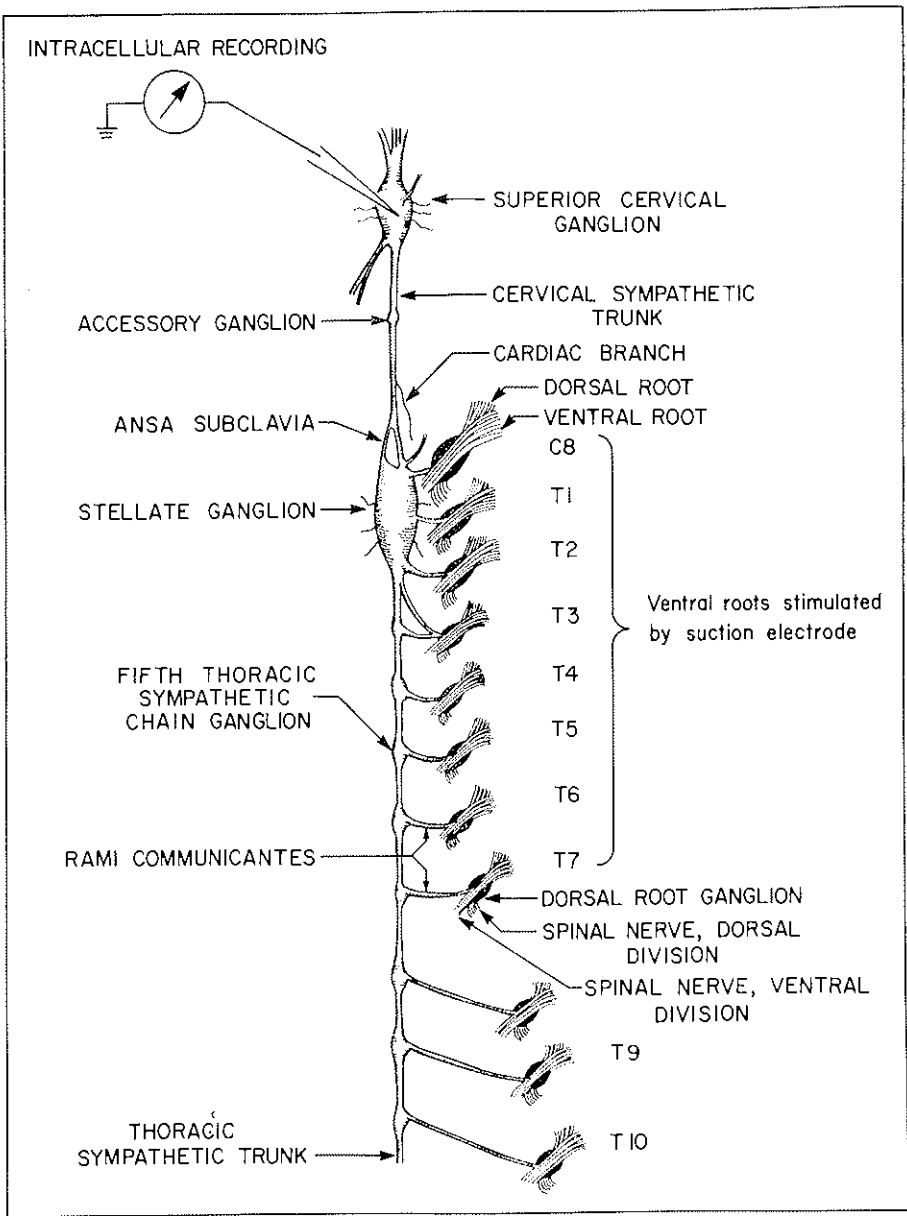 INTRACELLULAR RECORDING
SUPERIOR CERVICAL
GANGLION
CERVICAL SYMPATHETIC
TRUNK
ACCESSORY GANGLION
CARDIAC BRANCH
DORSAL ROOT
VENTRAL ROOT
ANSA SUBCLAVIA
C8
T1
STELLATE GANGLION
T2
T3
Ventral roots stimulated
by suction electrode
FIFTH THORACIC
SYMPATHETIC
CHAIN GANGLION
T4
T5
T6
RAMI COMMUNICANTES
T7
DORSAL ROOT GANGLION
SPINAL NERVE, DORSAL
DIVISION
SPINAL NERVE, VENTRAL
DIVISION
T9
THORACIC
SYMPATHETIC TRUNK
T10